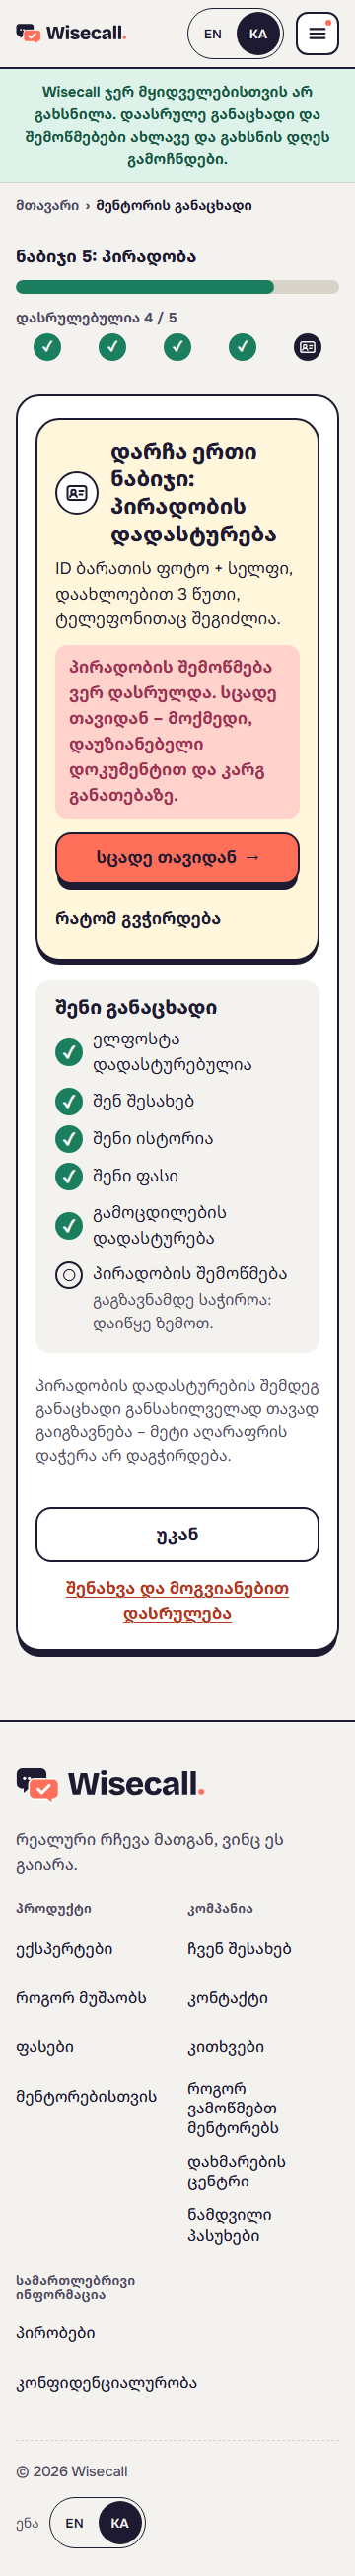 Wisecall.
EN KA
Wisecall ჯერ მყიდველებისთვის არ
გახსნილა. დაასრულე განაცხადი და
შემოწმებები ახლავე და გახსნის დღეს
გამოჩნდები.
მთავარი › მენტორის განაცხადი
ნაბიჯი 5: პირადობა
დასრულებულია 4 / 5
დარჩა ერთი
ნაბიჯი:
პირადობის
დადასტურება
ID ბარათის ფოტო + სელფი,
დაახლოებით 3 წუთი,
ტელეფონითაც შეგიძლია.
პირადობის შემოწმება
ვერ დასრულდა. სცადე
თავიდან – მოქმედი,
დაუზიანებელი
დოკუმენტით და კარგ
განათებაზე.
სცადე თავიდან →
რატომ გვჭირდება
შენი განაცხადი
ელფოსტა
დადასტურებულია
შენ შესახებ
შენი ისტორია
შენი ფასი
გამოცდილების
დადასტურება
პირადობის შემოწმება
გაგზავნამდე საჭიროა:
დაიწყე ზემოთ.
პირადობის დადასტურების შემდეგ
განაცხადი განსახილველად თავად
გაიგზავნება – მეტი აღარაფრის
დაჭერა არ დაგჭირდება.
უკან
შენახვა და მოგვიანებით
დასრულება
Wisecall.
რეალური რჩევა მათგან, ვინც ეს
გაიარა.
პროდუქტი
ექსპერტები
როგორ მუშაობს
ფასები
მენტორებისთვის
კომპანია
ჩვენ შესახებ
კონტაქტი
კითხვები
როგორ
ვამოწმებთ
მენტორებს
დახმარების
ცენტრი
ნამდვილი
პასუხები
სამართლებრივი
ინფორმაცია
პირობები
კონფიდენციალურობა
© 2026 Wisecall
ენა EN KA